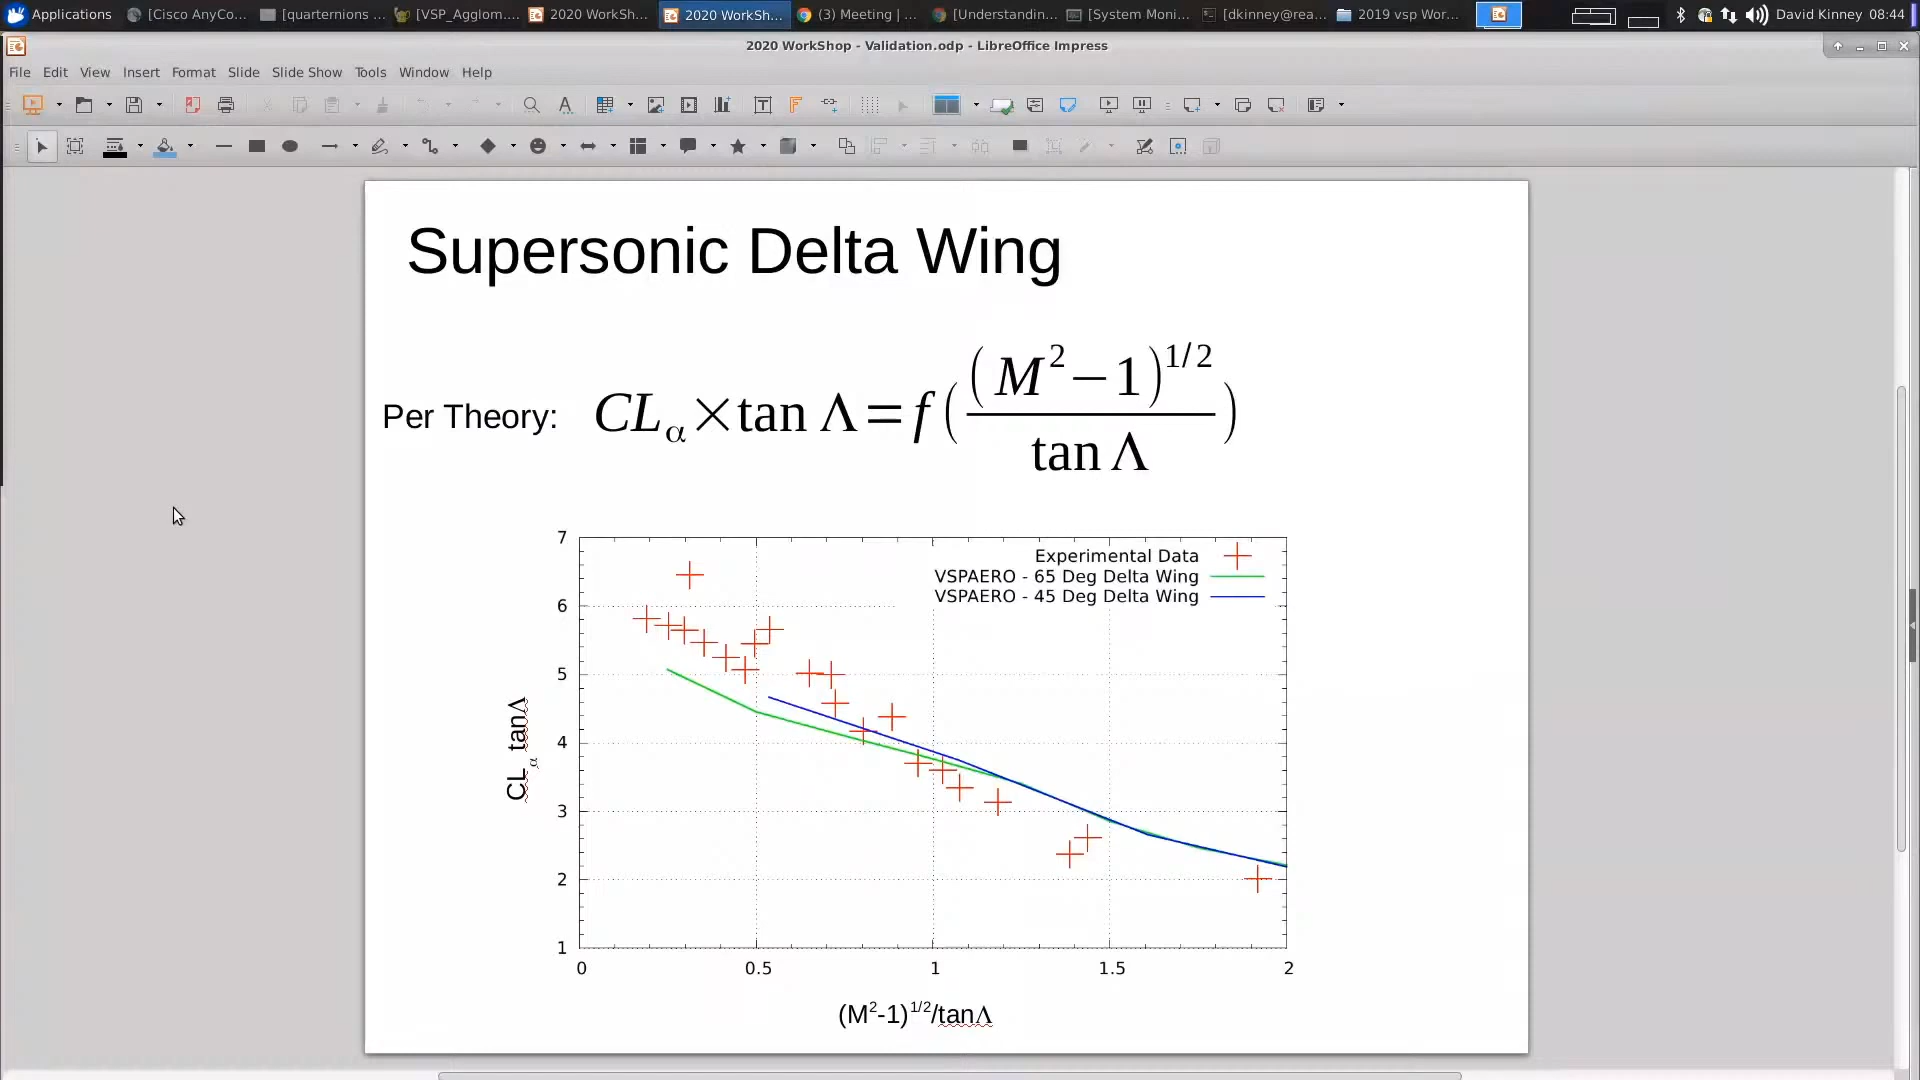 Applications [Cisco AnyCo... [quarternions ... [VSP_Agglom.... 2020 WorkSh... 2020 WorkSh... (3) Meeting | ... [Understandin... [System Moni... [dkinney@rea... 2019 vsp Wor... David Kinney 08:44
2020 WorkShop - Validation.odp - LibreOffice Impress
File Edit View Insert Format Slide Slide Show Tools Window Help
Supersonic Delta Wing
Per Theory: CLα×tan Λ=f((M²−1)^1/2 / tan Λ)
7
6
5
4
3
2
1
Experimental Data
VSPAERO - 65 Deg Delta Wing
VSPAERO - 45 Deg Delta Wing
CLα tanΛ
0 0.5 1 1.5 2
(M²-1)^1/2/tanΛ